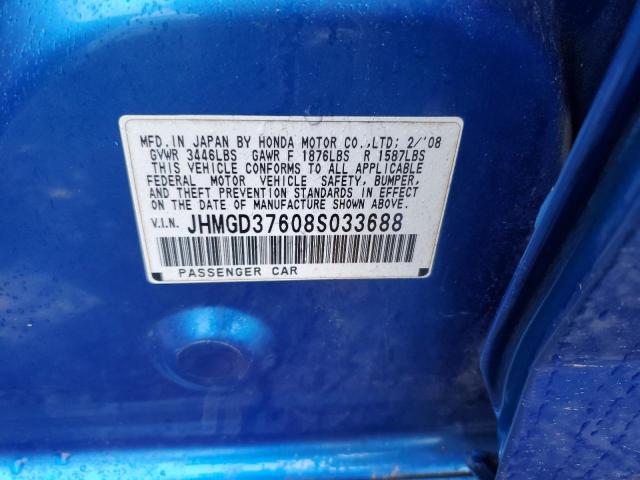 MFD. IN JAPAN BY HONDA MOTOR CO., LTD; 2/'08
GVWR 3446LBS GAWR F 1876LBS R 1587LBS
THIS VEHICLE CONFORMS TO ALL APPLICABLE
FEDERAL MOTOR VEHICLE SAFETY, BUMPER,
AND THEFT PREVENTION STANDARDS IN EFFECT
ON THE DATE OF MANUFACTURE SHOWN ABOVE.
V.I.N. JHMGD37608S033688
PASSENGER CAR